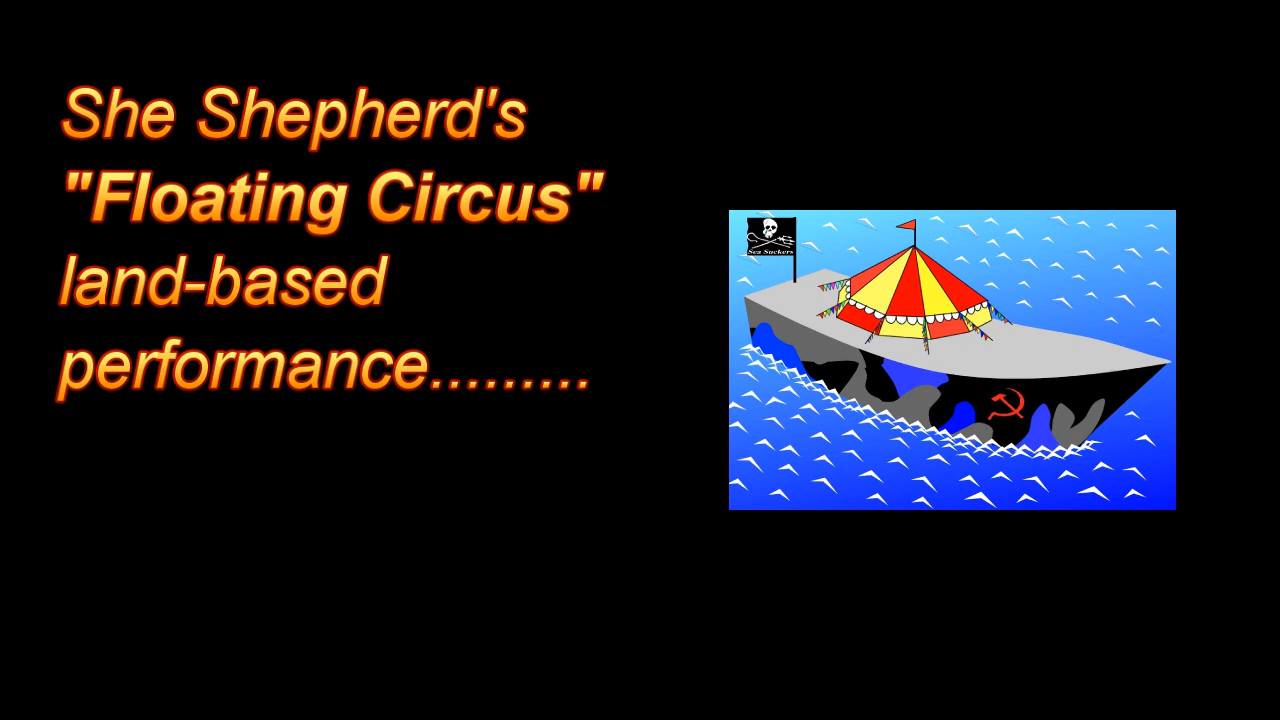 She Shepherd's
"Floating Circus"
land-based
performance.........
Sea Suckers